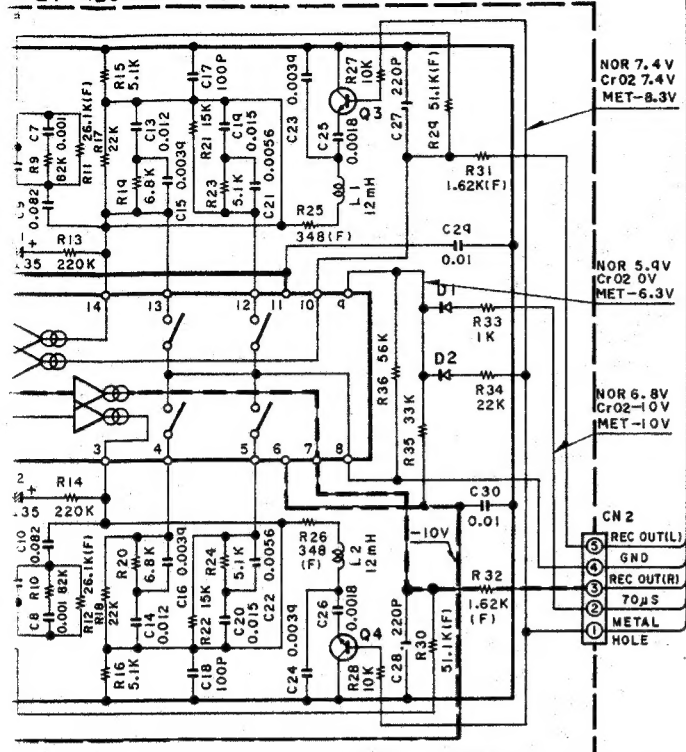 R15
5.1K
C17
100P
0.0039
C23
R27
10K
Q3
220P
C27
51.1K(F)
R29
NOR 7.4V
CrO2 7.4V
MET-8.3V
C7
0.001
R9
82K
R11
26.1K(F)
R17
22K
C13
0.012
R21
15K
C19
0.015
C25
0.0018
R19
6.8K
C15
0.0039
R23
5.1K
C21
0.0056
L1
12mH
R31
1.62K(F)
C9
0.082
R13
220K
.35
R25
348(F)
C29
0.01
14
13
12
11
10
9
NOR 5.9V
CrO2 0V
MET-6.3V
D1
R33
1K
D2
R34
22K
R36
56K
R35
33K
NOR 6.8V
CrO2-10V
MET-10V
3
4
5
6
7
8
2
.35
R14
220K
C30
0.01
-10V
CN2
5
REC OUT(L)
4
GND
3
REC OUT(R)
2
70µS
1
METAL
HOLE
C10
0.082
R10
82K
C8
0.001
R12
26.1K(F)
R18
22K
R20
6.8K
C14
0.012
C16
0.0039
R22
15K
R24
5.1K
C20
0.015
C22
0.0056
R26
348
(F)
L2
12mH
C24
0.0039
C26
0.0018
Q4
R28
10K
C28
220P
R30
51.1K(F)
R32
1.62K
(F)
R16
5.1K
C18
100P